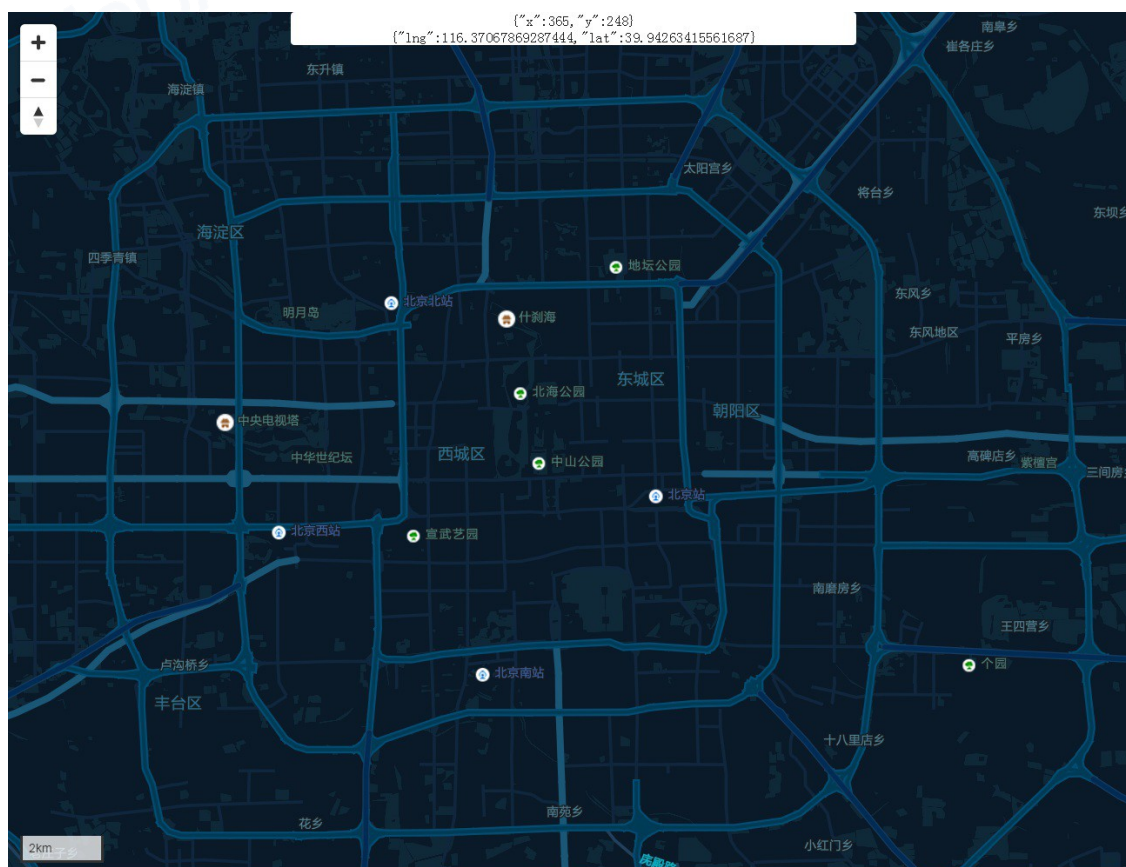 {"x":365,"y":248}
{"lng":116.37067869287444,"lat":39.94263415561687}
南皋乡
崔各庄乡
东升镇
海淀镇
太阳宫乡
将台乡
东坝乡
海淀区
四季青镇
地坛公园
东风乡
北京北站
明月岛
什刹海
东风地区
平房乡
东城区
北海公园
朝阳区
中央电视塔
西城区
中华世纪坛
中山公园
高碑店乡
紫檀宫
三间房乡
北京站
北京西站
宣武艺园
南磨房乡
王四营乡
卢沟桥乡
个园
北京南站
丰台区
十八里店乡
南苑乡
花乡
小红门乡
2km